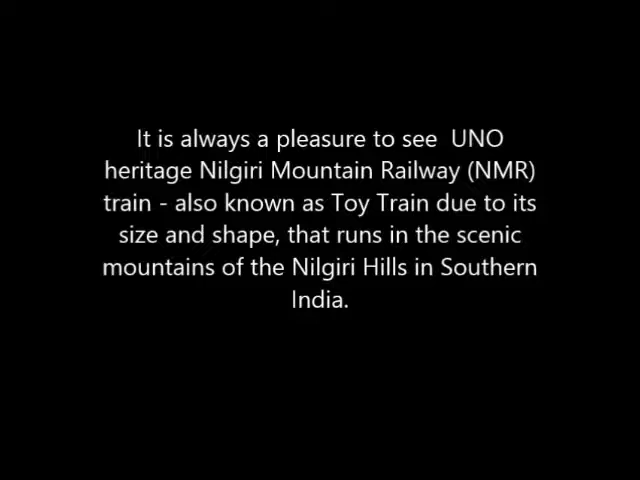 It is always a pleasure to see  UNO
heritage Nilgiri Mountain Railway (NMR)
train - also known as Toy Train due to its
size and shape, that runs in the scenic
mountains of the Nilgiri Hills in Southern
India.